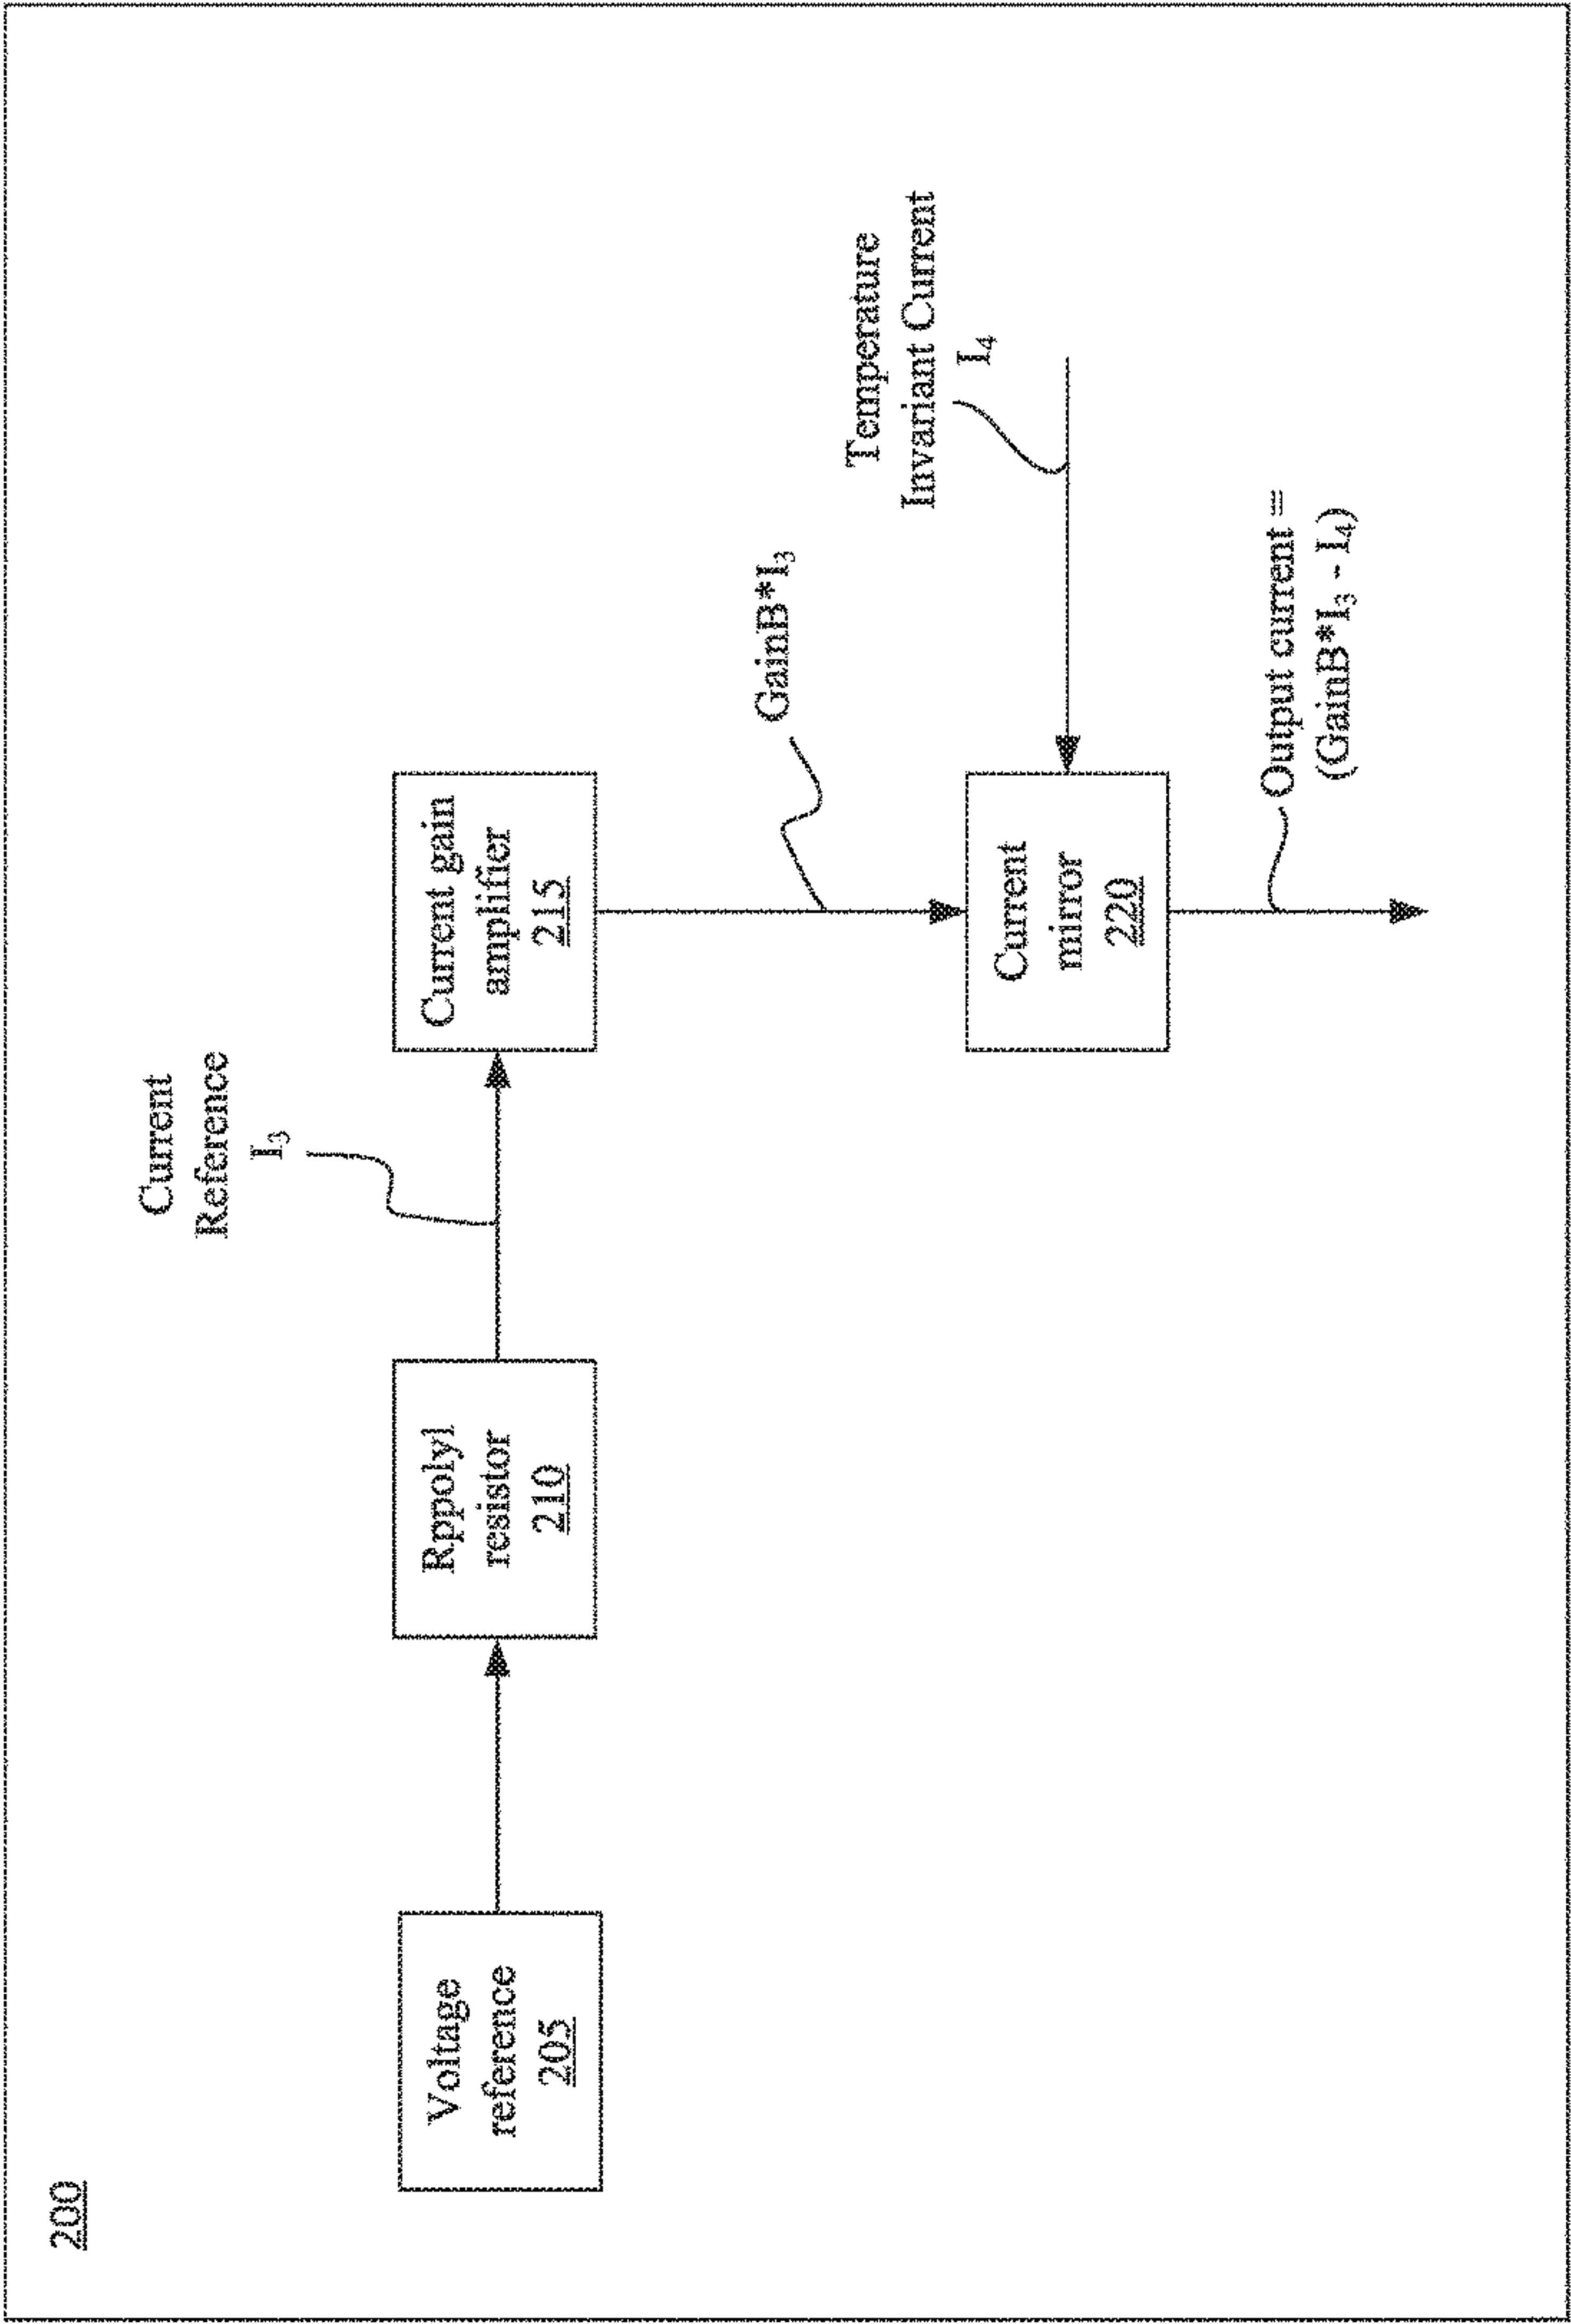 200
Voltage
reference
205
Rppolyl
resistor
210
Current
Reference
I₃
Current gain
amplifier
215
GainB*I₃
Temperature
Invariant Current
I₄
Current
mirror
220
Output current =
(GainB*I₃ - I₄)